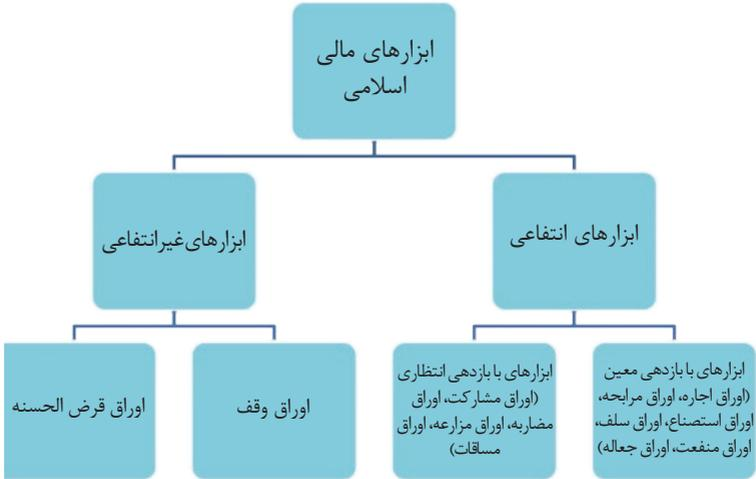 ابزارهای مالی
اسلامی
ابزارهای انتفاعی
ابزارهای‌غیرانتفاعی
ابزارهای با بازدهی معین
(اوراق اجاره، اوراق مرابحه،
اوراق استصناع، اوراق سلف،
اوراق منفعت، اوراق جعاله)
ابزارهای با بازدهی انتظاری
(اوراق مشارکت، اوراق
مضاربه، اوراق مزارعه، اوراق
مساقات)
اوراق وقف
اوراق قرض الحسنه